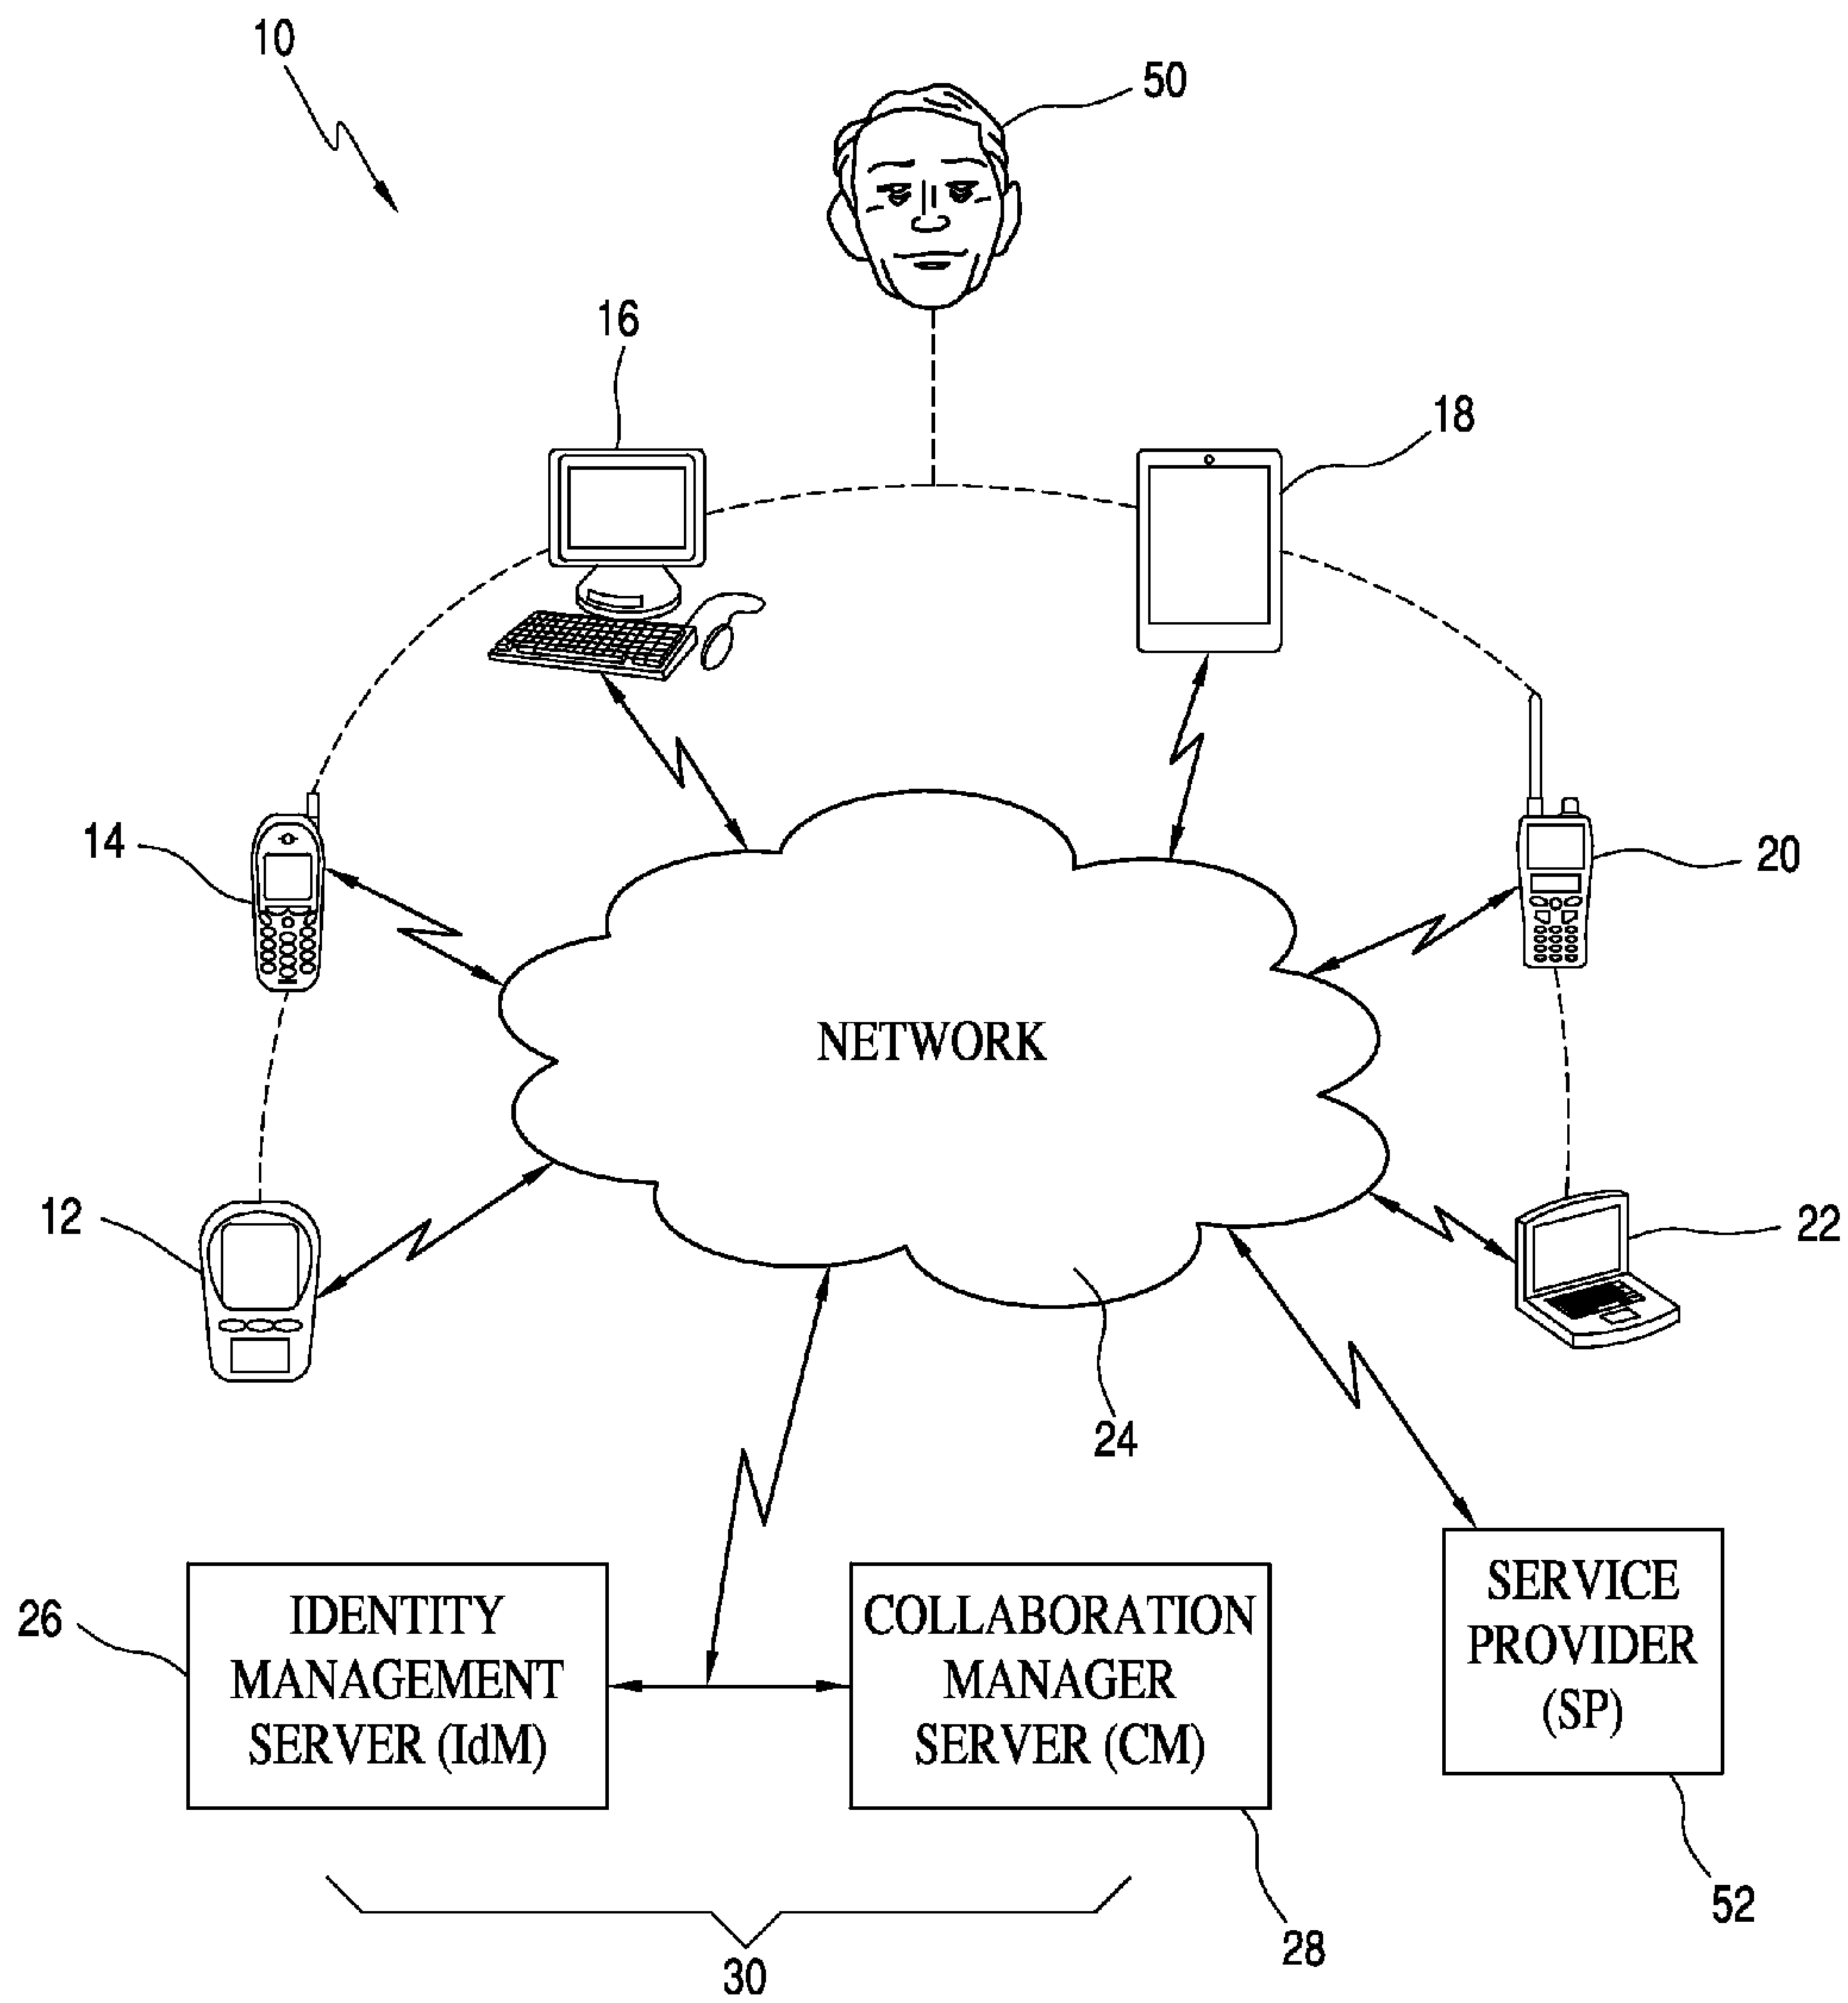 10
50
16
18
14
20
NETWORK
12
22
24
26
IDENTITY
MANAGEMENT
SERVER (IdM)
COLLABORATION
MANAGER
SERVER (CM)
SERVICE
PROVIDER
(SP)
52
28
30